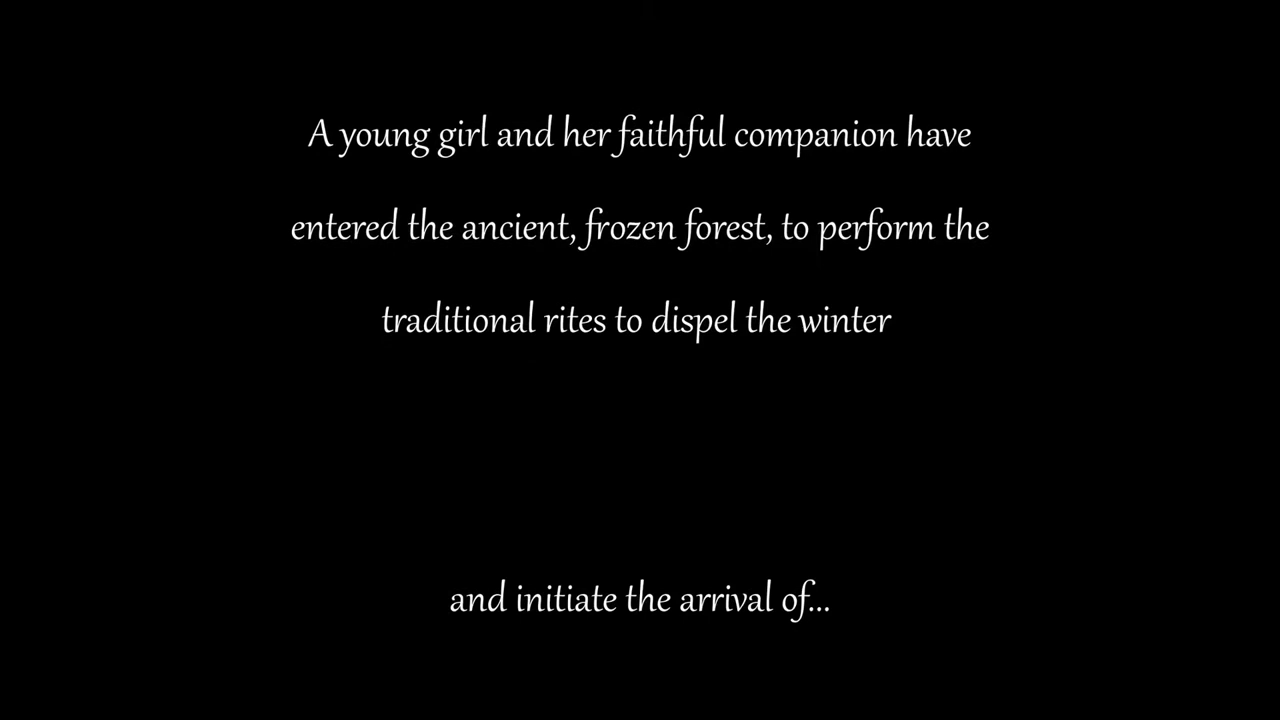 A young girl and her faithful companion have
entered the ancient, frozen forest, to perform the
traditional rites to dispel the winter
and initiate the arrival of...